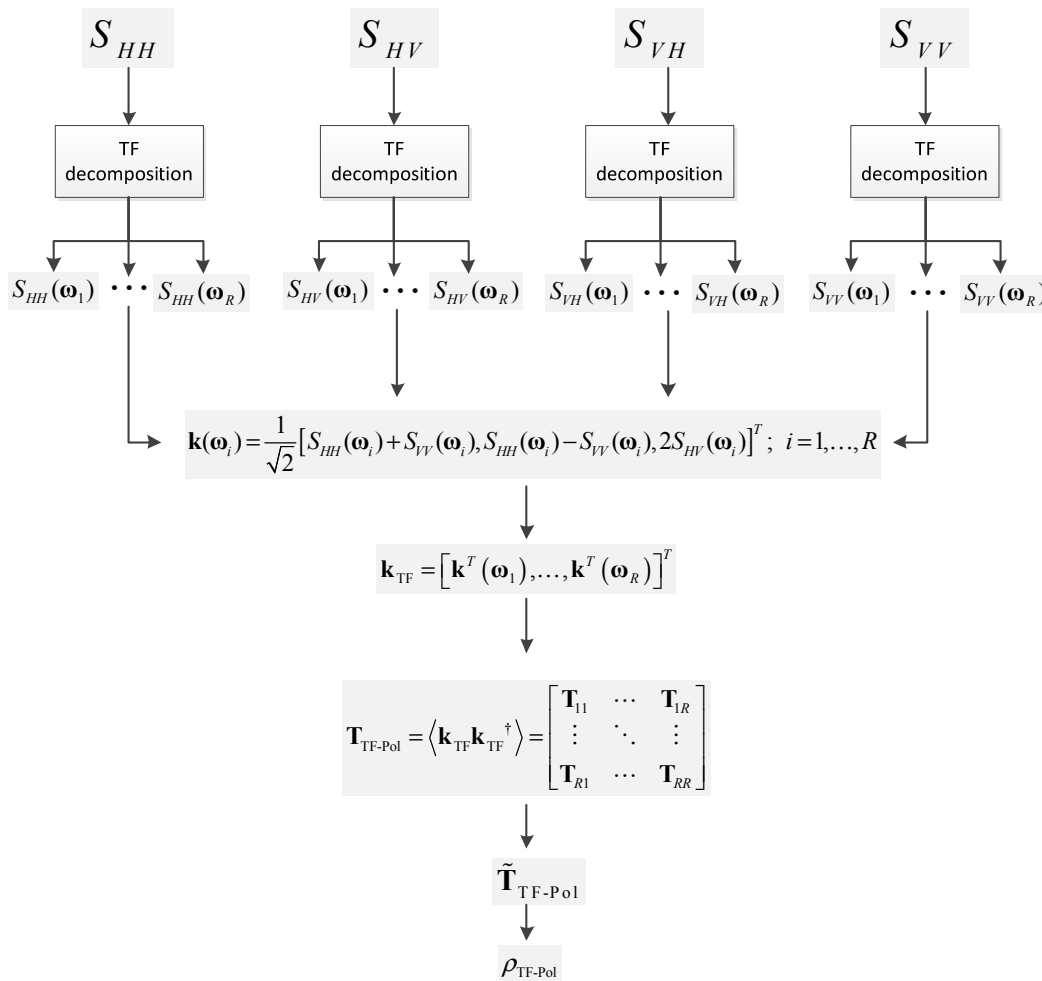 S_HH S_HV S_VH S_VV
TF TF TF TF
decomposition decomposition decomposition decomposition
S_HH(ω_1) ··· S_HH(ω_R) S_HV(ω_1) ··· S_HV(ω_R) S_VH(ω_1) ··· S_VH(ω_R) S_VV(ω_1) ··· S_VV(ω_R)
k(ω_i) = 1/√2 [S_HH(ω_i) + S_VV(ω_i), S_HH(ω_i) − S_VV(ω_i), 2S_HV(ω_i)]^T ; i = 1,…, R
k_TF = [k^T (ω_1),…, k^T (ω_R)]^T
T_TF-Pol = ⟨k_TF k_TF^†⟩ = [T_11 ⋯ T_1R
⋮ ⋱ ⋮
T_R1 ⋯ T_RR]
T̃_TF-Pol
ρ_TF-Pol